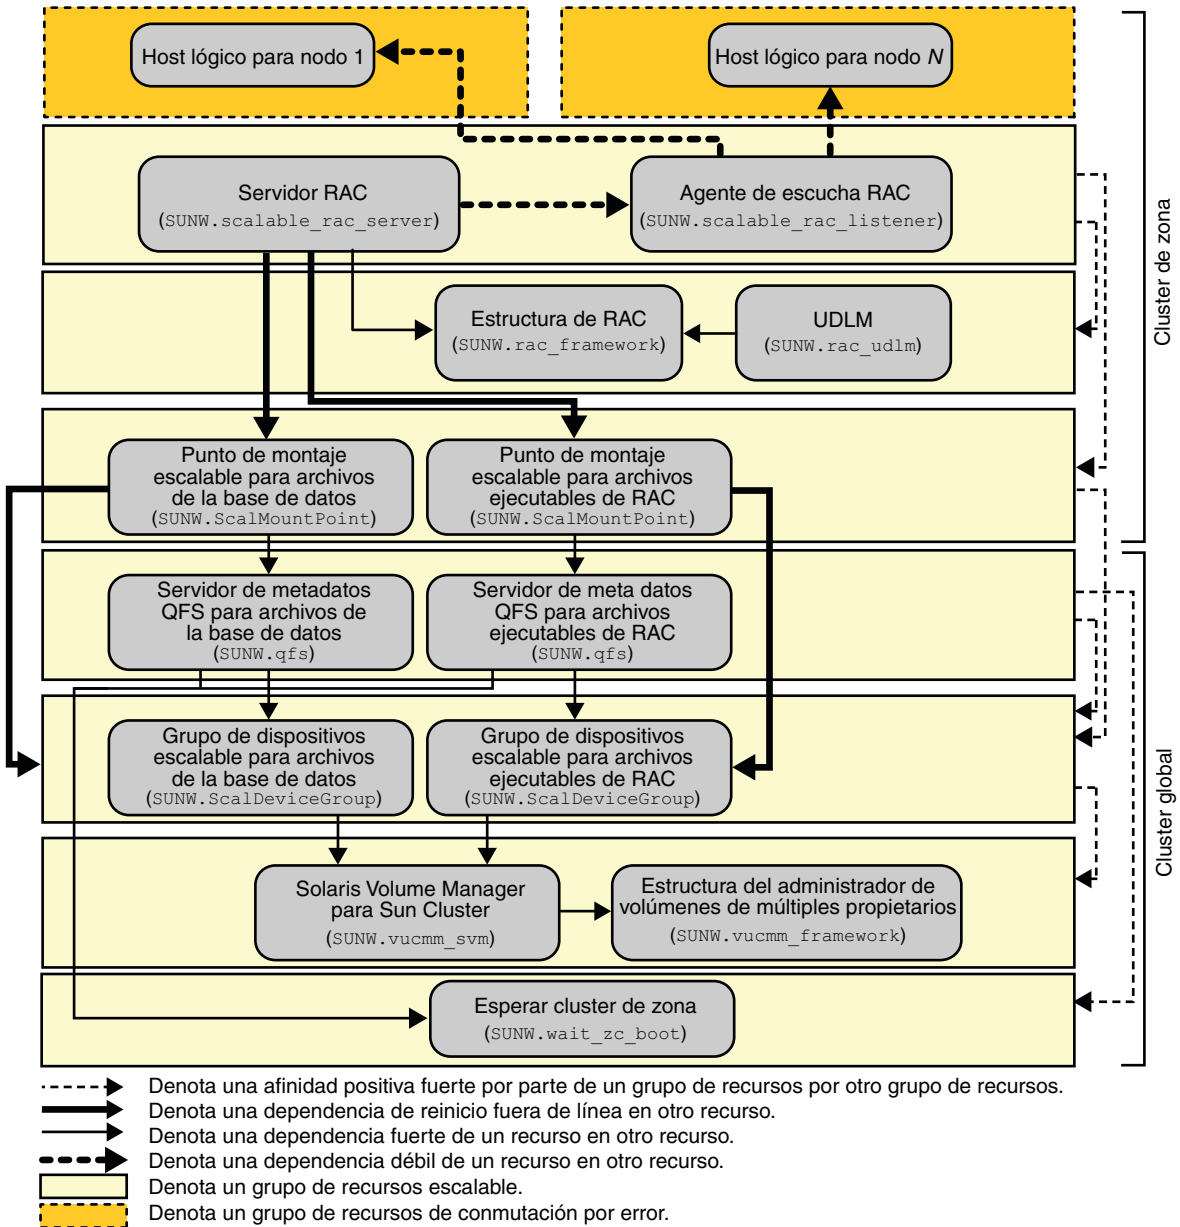 Host lógico para nodo 1
Host lógico para nodo N
Servidor RAC
(SUNW.scalable_rac_server)
Agente de escucha RAC
(SUNW.scalable_rac_listener)
Estructura de RAC
(SUNW.rac_framework)
UDLM
(SUNW.rac_udlm)
Cluster de zona
Punto de montaje
escalable para archivos
de la base de datos
(SUNW.ScalMountPoint)
Punto de montaje
escalable para archivos
ejecutables de RAC
(SUNW.ScalMountPoint)
Servidor de metadatos
QFS para archivos de
la base de datos
(SUNW.qfs)
Servidor de meta datos
QFS para archivos
ejecutables de RAC
(SUNW.qfs)
Grupo de dispositivos
escalable para archivos
de la base de datos
(SUNW.ScalDeviceGroup)
Grupo de dispositivos
escalable para archivos
ejecutables de RAC
(SUNW.ScalDeviceGroup)
Cluster global
Solaris Volume Manager
para Sun Cluster
(SUNW.vucmm_svm)
Estructura del administrador de
volúmenes de múltiples propietarios
(SUNW.vucmm_framework)
Esperar cluster de zona
(SUNW.wait_zc_boot)
Denota una afinidad positiva fuerte por parte de un grupo de recursos por otro grupo de recursos.
Denota una dependencia de reinicio fuera de línea en otro recurso.
Denota una dependencia fuerte de un recurso en otro recurso.
Denota una dependencia débil de un recurso en otro recurso.
Denota un grupo de recursos escalable.
Denota un grupo de recursos de conmutación por error.